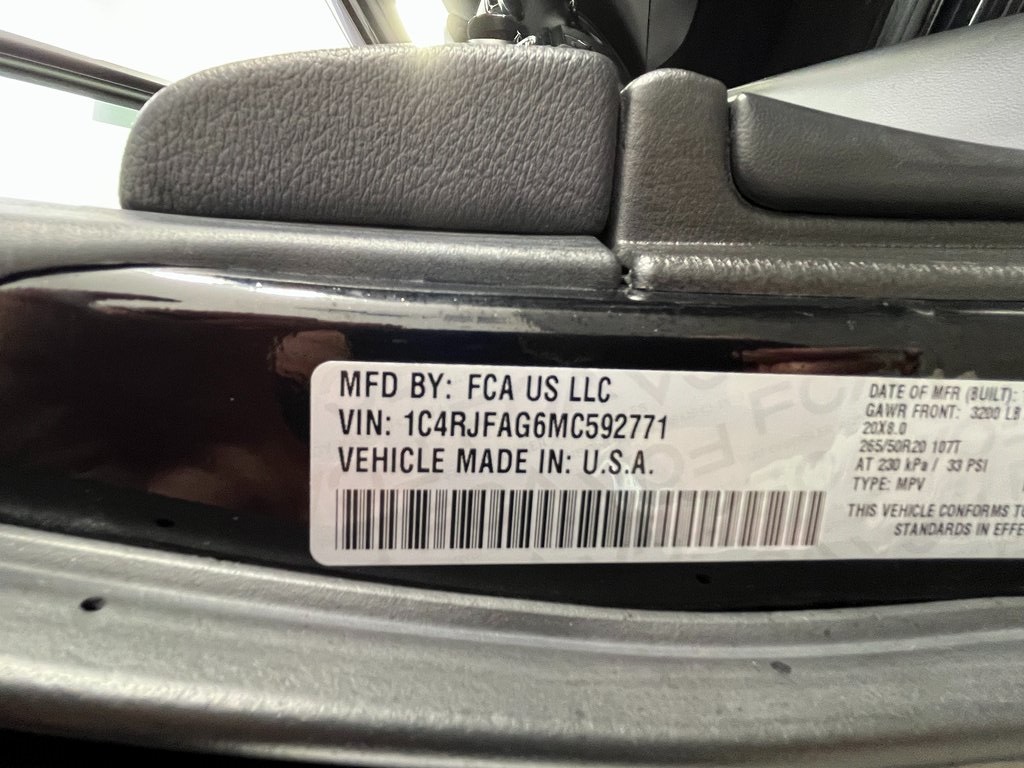 MFD BY: FCA US LLC
VIN: 1C4RJFAG6MC592771
VEHICLE MADE IN: U.S.A.
DATE OF MFR (BUILT):
GAWR FRONT: 3200 LB
20X8.0
265/50R20 107T
AT 230 kPa / 33 PSI
TYPE: MPV
THIS VEHICLE CONFORMS TO
STANDARDS IN EFFE